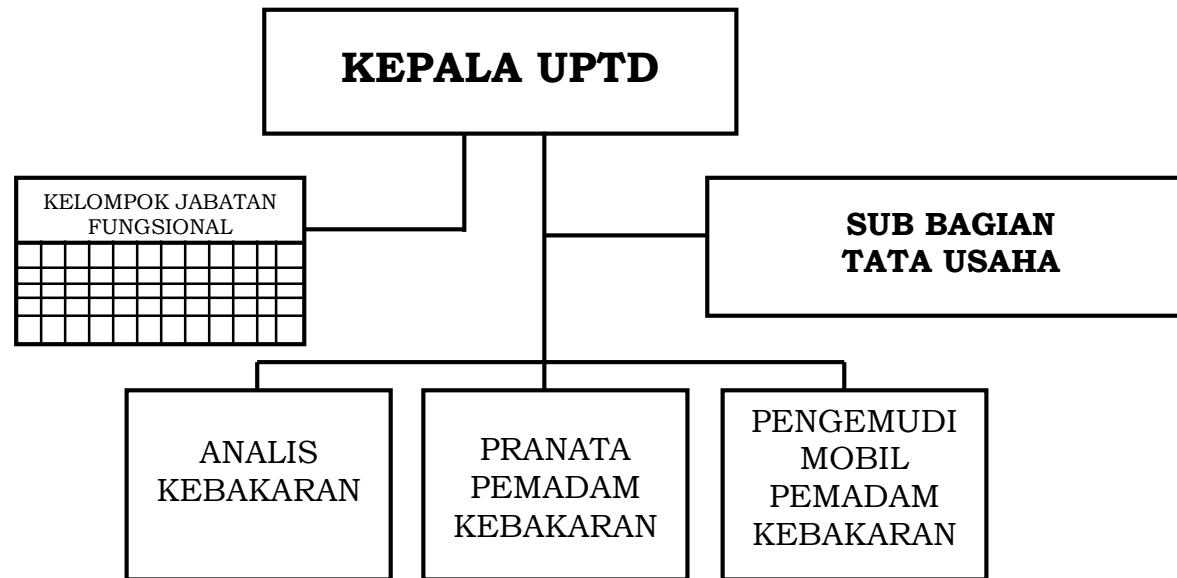 KEPALA UPTD
KELOMPOK JABATAN
FUNGSIONAL
SUB BAGIAN
TATA USAHA
ANALIS
KEBAKARAN
PRANATA
PEMADAM
KEBAKARAN
PENGEMUDI
MOBIL
PEMADAM
KEBAKARAN